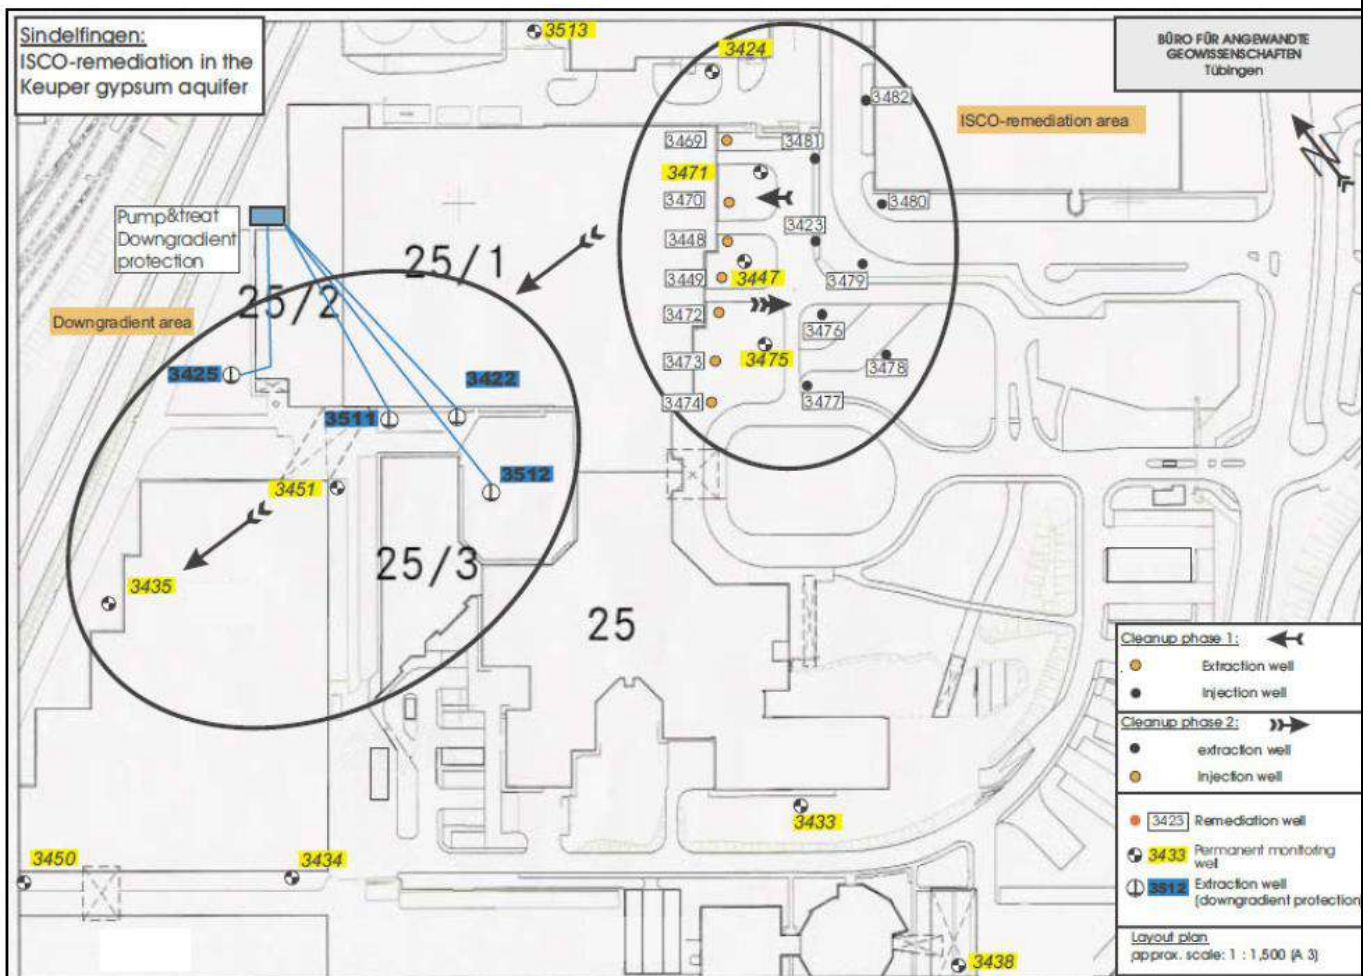 Sindelfingen:
ISCO-remediation in the
Keuper gypsum aquifer
3513
3424
BÜRO FÜR ANGEWANDTE
GEOWISSENSCHAFTEN
Tübingen
3482
ISCO-remediation area
3469
3481
3471
3470
3480
Pump&treat
Downgradient
protection
3448
3423
25/1
3449
3447
3479
25/2
3472
Downgradient area
3476
3475
3473
3478
3425
3422
3474
3477
3511
3512
3451
25/3
3435
25
Cleanup phase 1:
Extraction well
Injection well
Cleanup phase 2:
extraction well
Injection well
3423 Remediation well
3433 Permanent monitoring
well
3512 Extraction well
(downgradient protection
Layout plan
approx. scale: 1 : 1,500 (A 3)
3433
3450
3434
3438